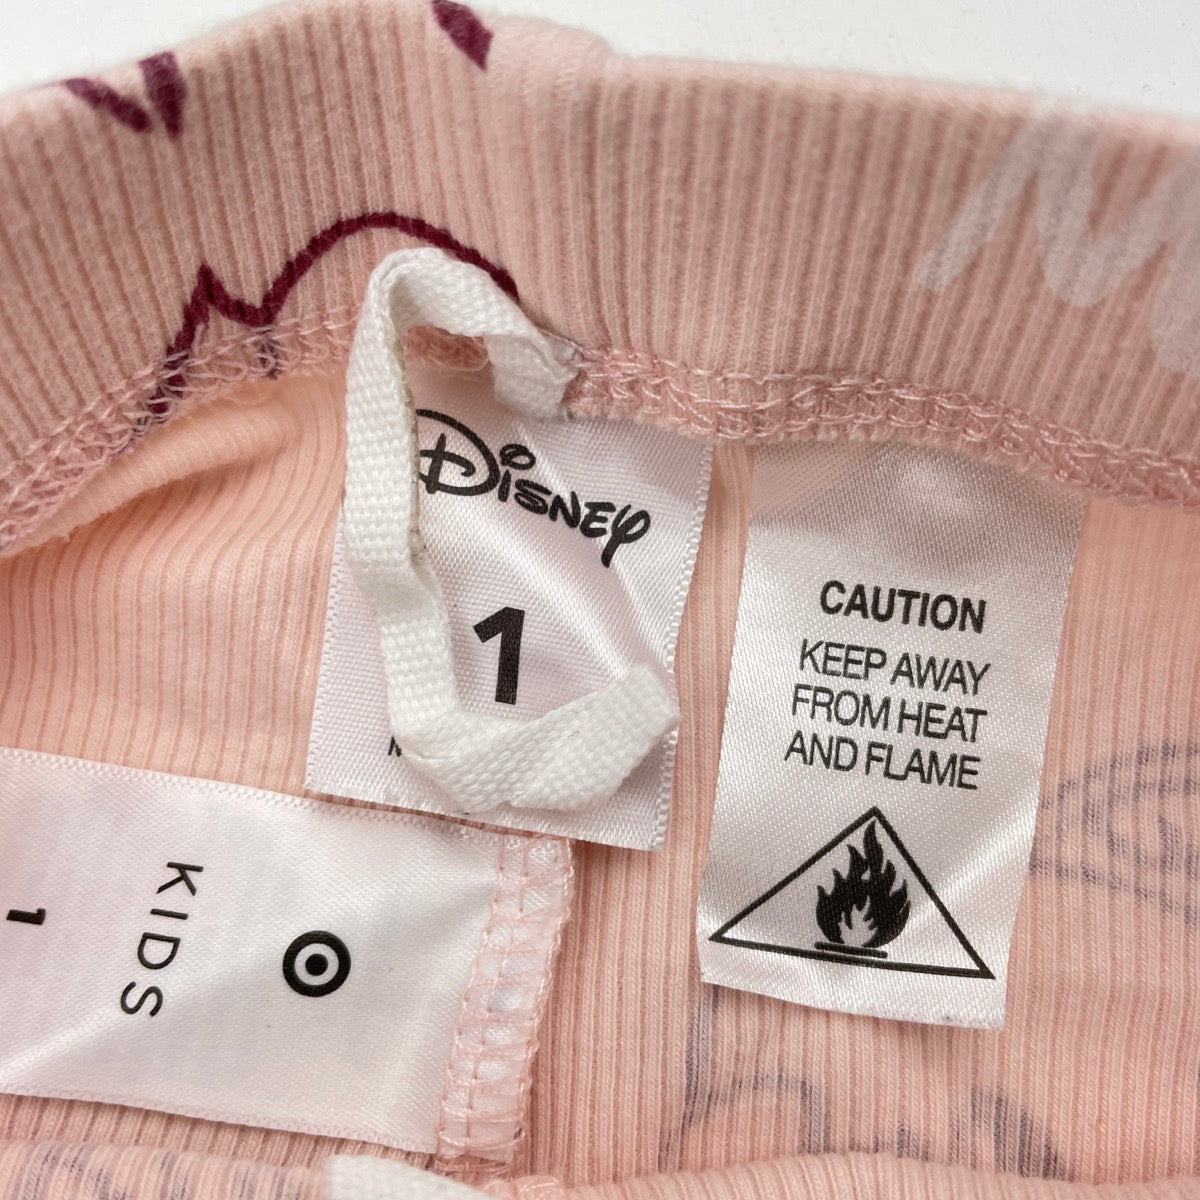 Disney
1
CAUTION
KEEP AWAY
FROM HEAT
AND FLAME
KIDS
1